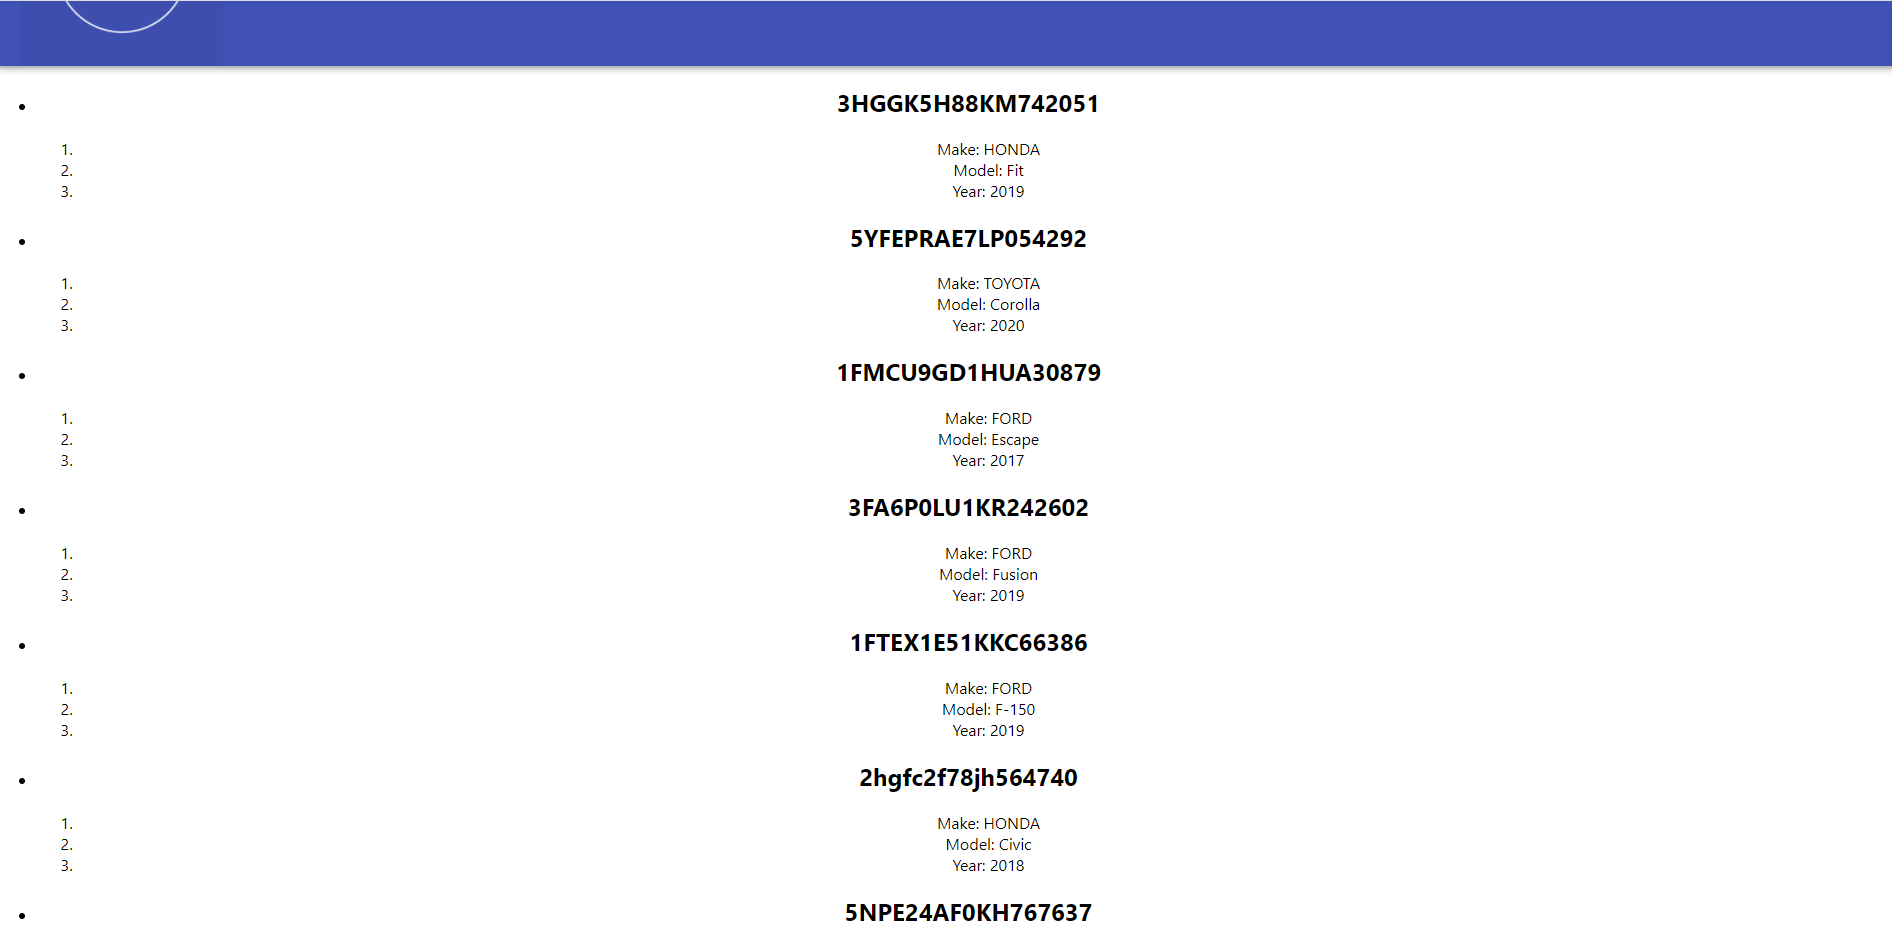 3HGGK5H88KM742051
1. Make: HONDA
2. Model: Fit
3. Year: 2019
5YFEPRAE7LP054292
1. Make: TOYOTA
2. Model: Corolla
3. Year: 2020
1FMCU9GD1HUA30879
1. Make: FORD
2. Model: Escape
3. Year: 2017
3FA6P0LU1KR242602
1. Make: FORD
2. Model: Fusion
3. Year: 2019
1FTEX1E51KKC66386
1. Make: FORD
2. Model: F-150
3. Year: 2019
2hgfc2f78jh564740
1. Make: HONDA
2. Model: Civic
3. Year: 2018
5NPE24AF0KH767637